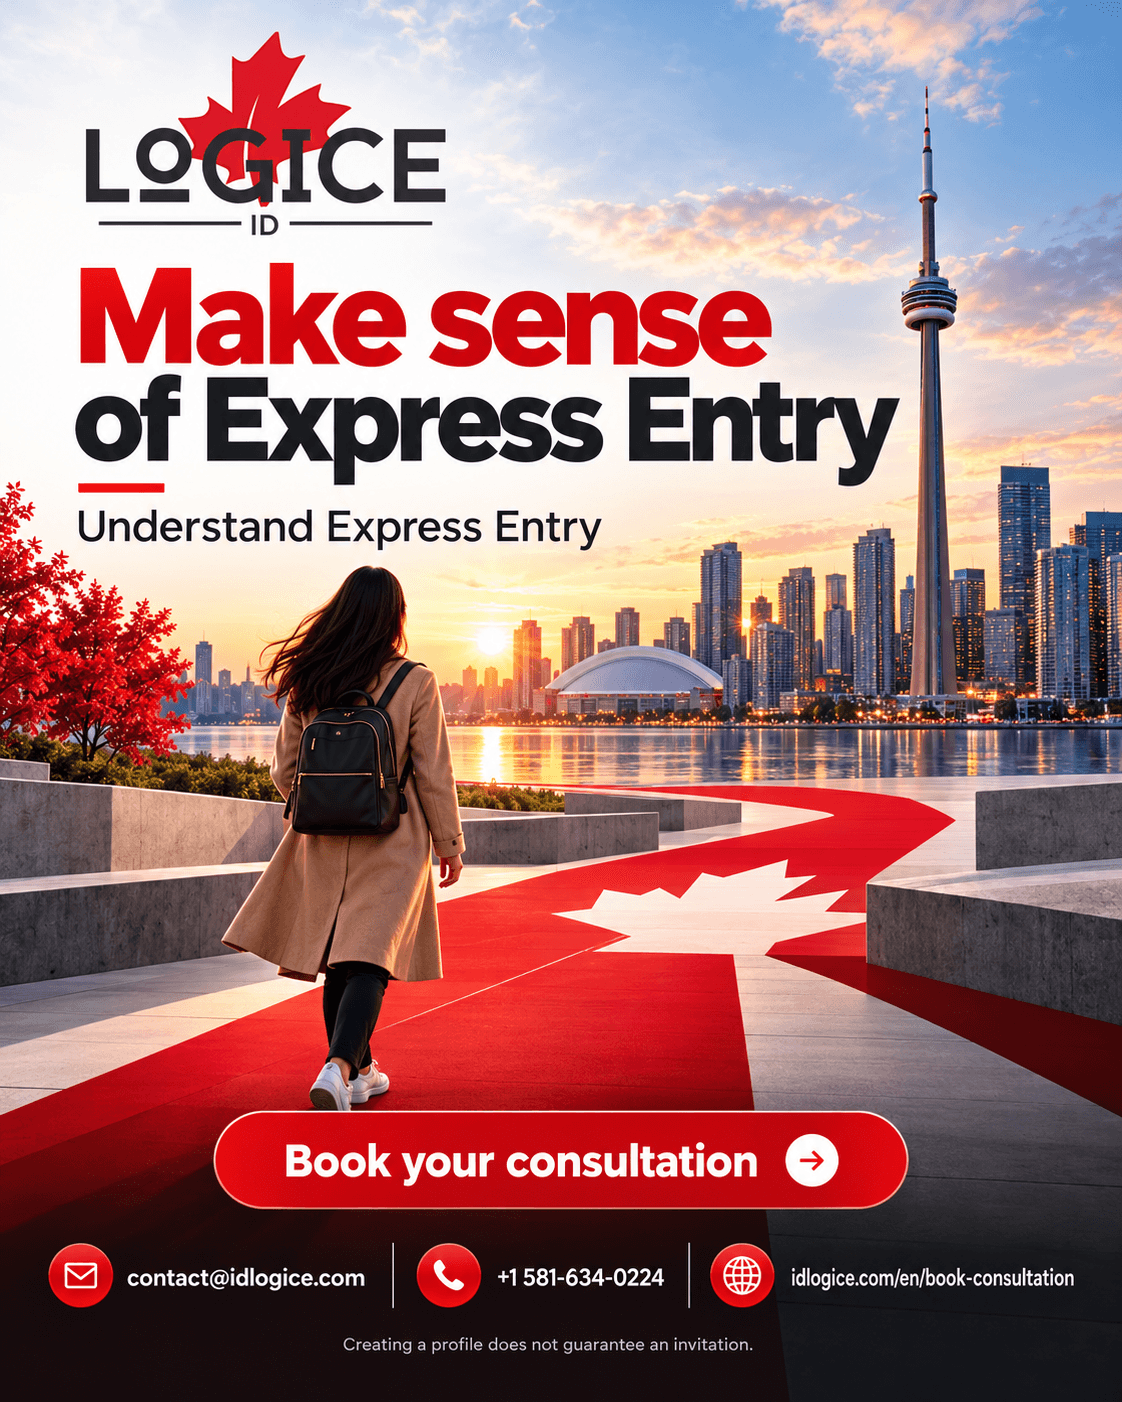 LOGICE
ID
Make sense
of Express Entry
Understand Express Entry
Book your consultation
contact@idlogice.com
+1 581-634-0224
idlogice.com/en/book-consultation
Creating a profile does not guarantee an invitation.